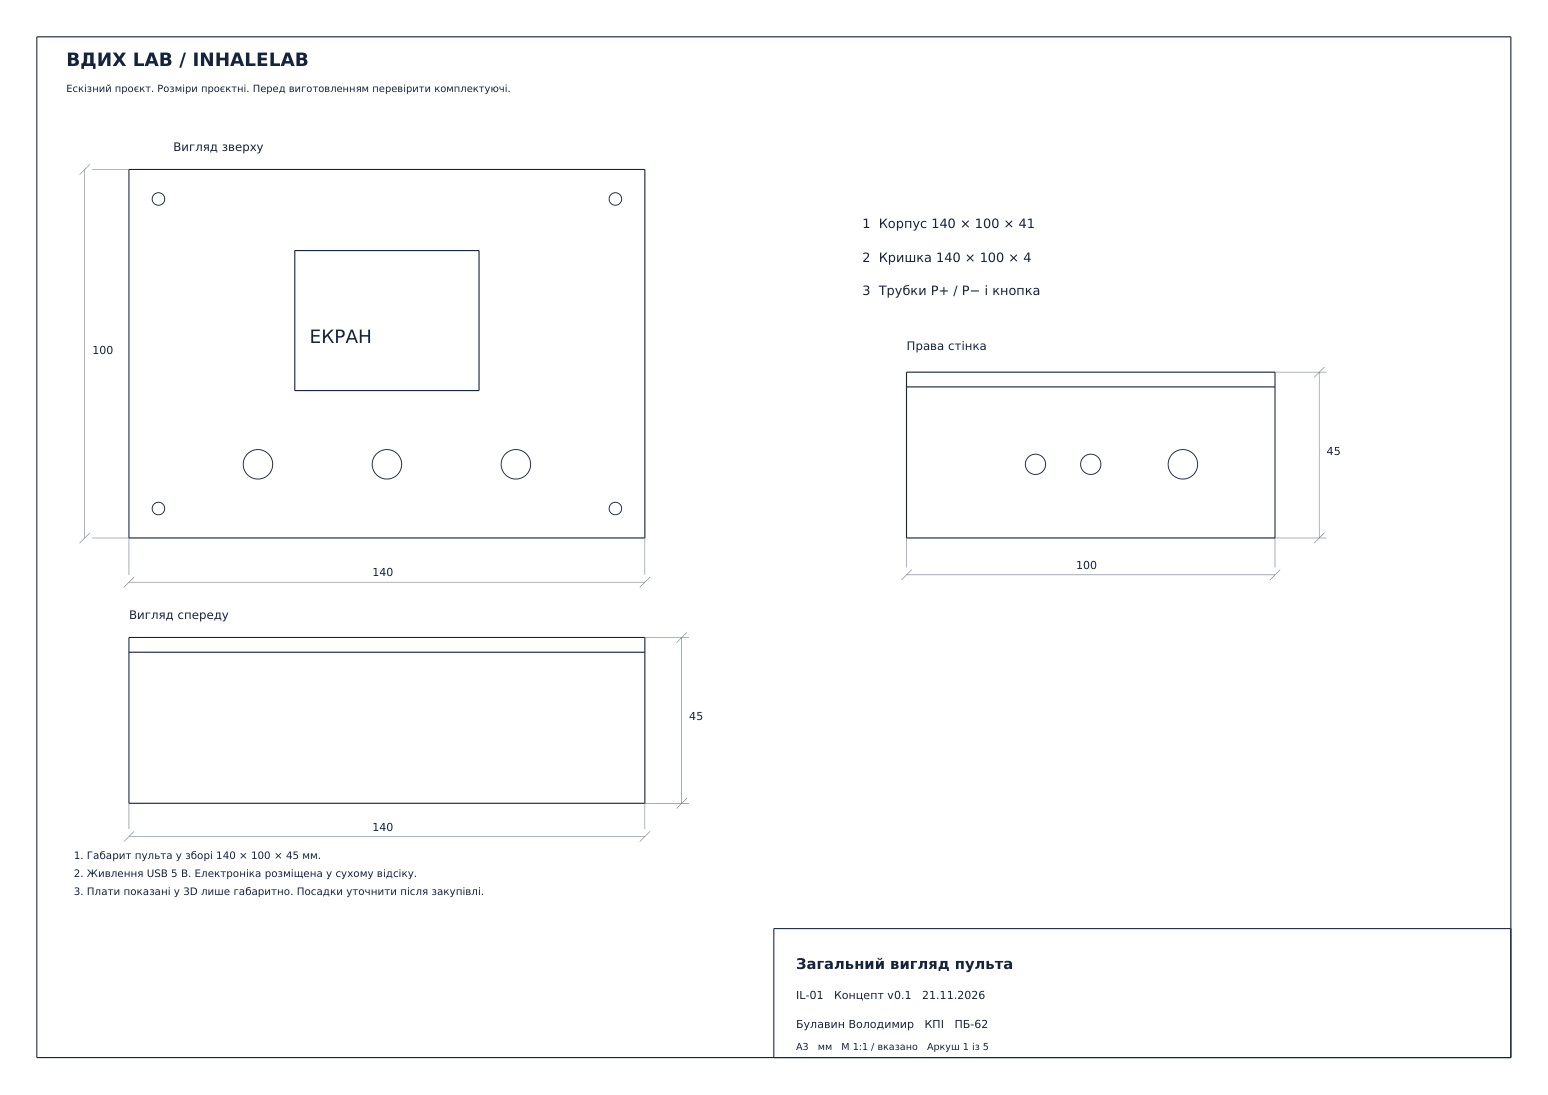 ВДИХ LAB / INHALELAB
Ескізний проєкт. Розміри проєктні. Перед виготовленням перевірити комплектуючі.
Вигляд зверху
ЕКРАН
100
140
1 Корпус 140 × 100 × 41
2 Кришка 140 × 100 × 4
3 Трубки P+ / P− і кнопка
Права стінка
45
100
Вигляд спереду
45
140
1. Габарит пульта у зборі 140 × 100 × 45 мм.
2. Живлення USB 5 В. Електроніка розміщена у сухому відсіку.
3. Плати показані у 3D лише габаритно. Посадки уточнити після закупівлі.
Загальний вигляд пульта
IL-01 Концепт v0.1 21.11.2026
Булавин Володимир КПІ ПБ-62
А3 мм М 1:1 / вказано Аркуш 1 із 5